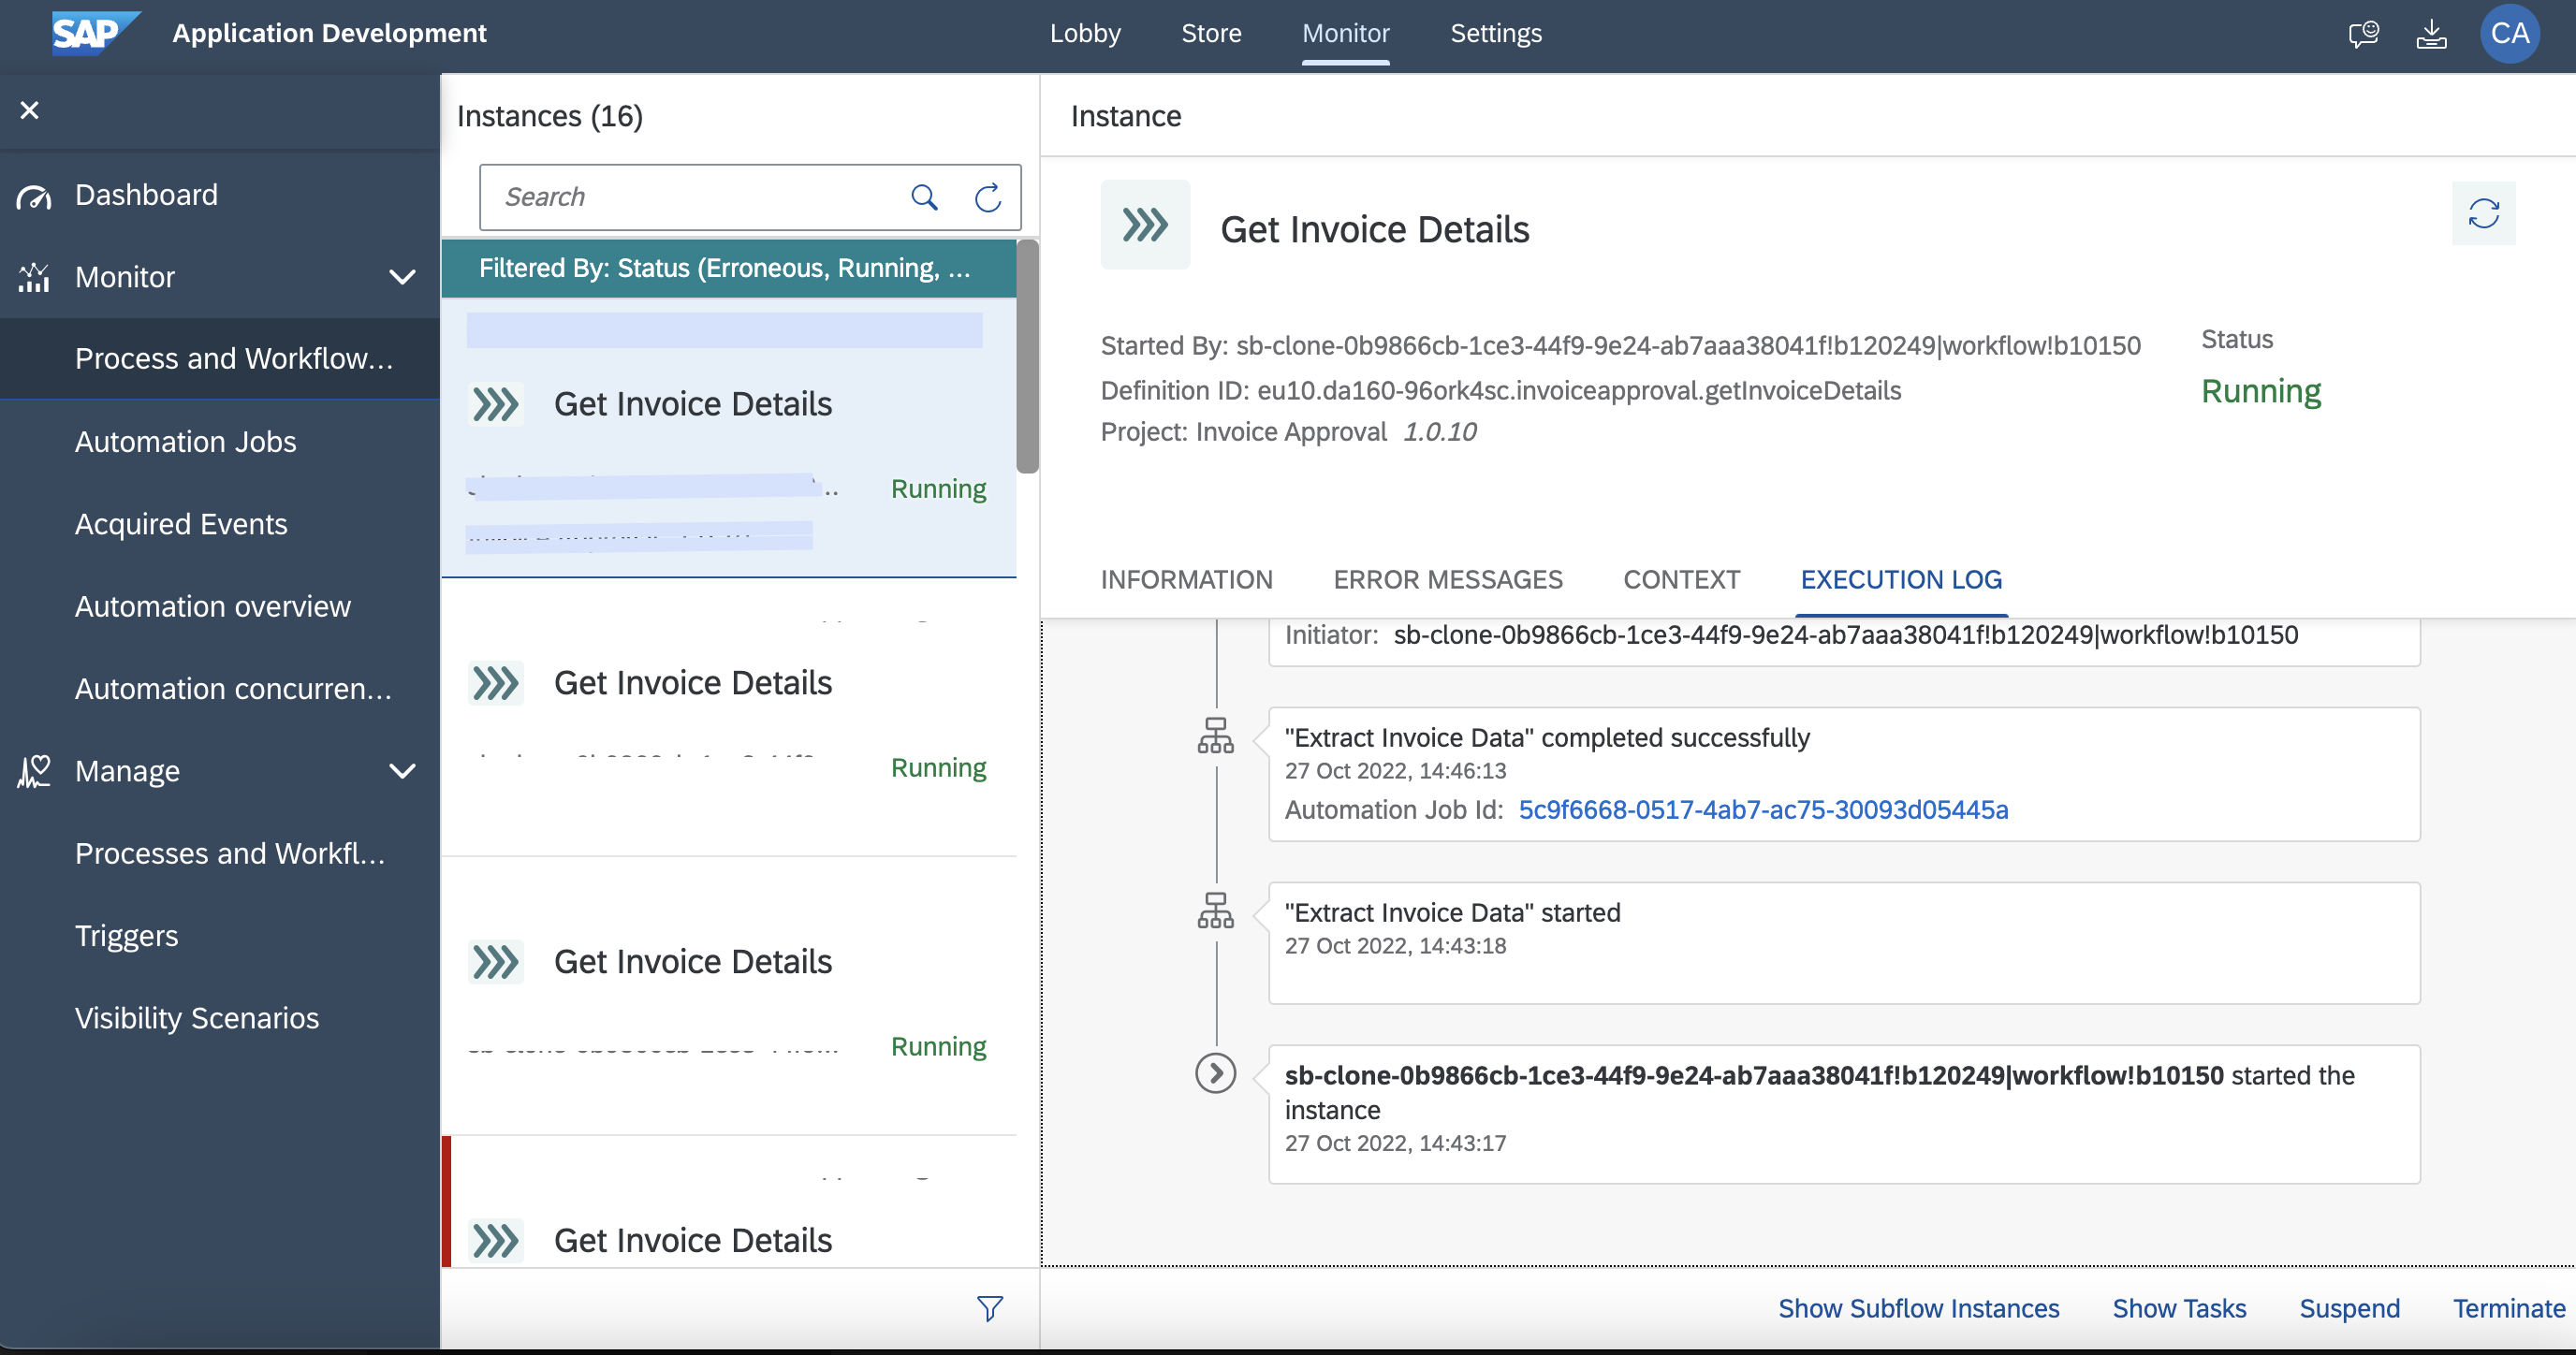 SAP Application Development Lobby Store Monitor Settings CA
Dashboard
Monitor
Process and Workflow...
Automation Jobs
Acquired Events
Automation overview
Automation concurren...
Manage
Processes and Workfl...
Triggers
Visibility Scenarios
Instances (16)
Search
Filtered By: Status (Erroneous, Running, ...
Get Invoice Details
Running
Get Invoice Details
Running
Get Invoice Details
Running
Get Invoice Details
Instance
Get Invoice Details
Started By: sb-clone-0b9866cb-1ce3-44f9-9e24-ab7aaa38041f!b120249|workflow!b10150
Definition ID: eu10.da160-96ork4sc.invoiceapproval.getInvoiceDetails
Project: Invoice Approval 1.0.10
Status
Running
INFORMATION ERROR MESSAGES CONTEXT EXECUTION LOG
Initiator: sb-clone-0b9866cb-1ce3-44f9-9e24-ab7aaa38041f!b120249|workflow!b10150
"Extract Invoice Data" completed successfully
27 Oct 2022, 14:46:13
Automation Job Id: 5c9f6668-0517-4ab7-ac75-30093d05445a
"Extract Invoice Data" started
27 Oct 2022, 14:43:18
sb-clone-0b9866cb-1ce3-44f9-9e24-ab7aaa38041f!b120249|workflow!b10150 started the
instance
27 Oct 2022, 14:43:17
Show Subflow Instances Show Tasks Suspend Terminate